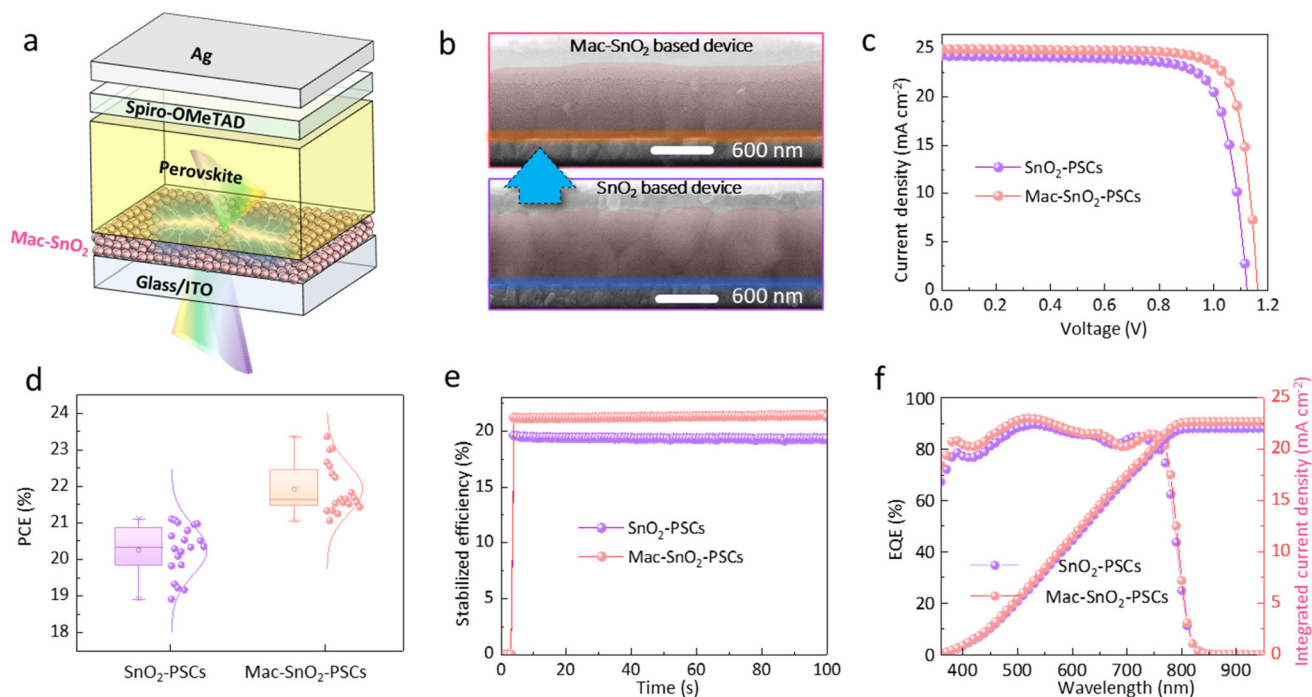 a
Ag
Spiro-OMeTAD
Perovskite
Mac-SnO₂
Glass/ITO
b
Mac-SnO₂ based device
600 nm
SnO₂ based device
600 nm
c
Current density (mA cm⁻²)
25
20
15
10
5
0
SnO₂-PSCs
Mac-SnO₂-PSCs
0.0 0.2 0.4 0.6 0.8 1.0 1.2
Voltage (V)
d
PCE (%)
24
23
22
21
20
19
18
SnO₂-PSCs Mac-SnO₂-PSCs
e
Stabilized efficiency (%)
20
15
10
5
0
SnO₂-PSCs
Mac-SnO₂-PSCs
0 20 40 60 80 100
Time (s)
f
EQE (%)
100
80
60
40
20
0
SnO₂-PSCs
Mac-SnO₂-PSCs
400 500 600 700 800 900
Wavelength (nm)
25
20
15
10
5
0
Integrated current density (mA cm⁻²)